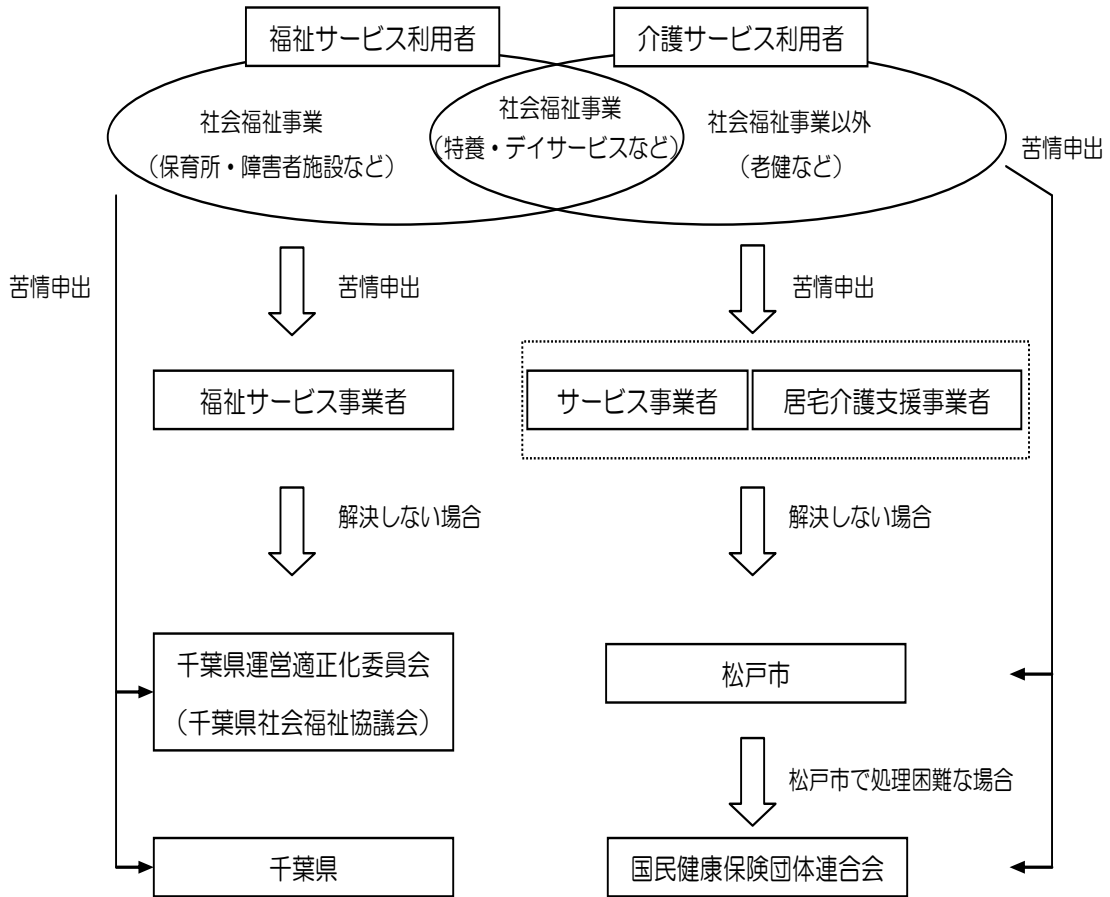 福祉サービス利用者
介護サービス利用者
社会福祉事業
（保育所・障害者施設など）
社会福祉事業
（特養・デイサービスなど）
社会福祉事業以外
（老健など）
苦情申出
苦情申出
苦情申出
苦情申出
福祉サービス事業者
サービス事業者
居宅介護支援事業者
解決しない場合
解決しない場合
千葉県運営適正化委員会
（千葉県社会福祉協議会）
松戸市
松戸市で処理困難な場合
千葉県
国民健康保険団体連合会